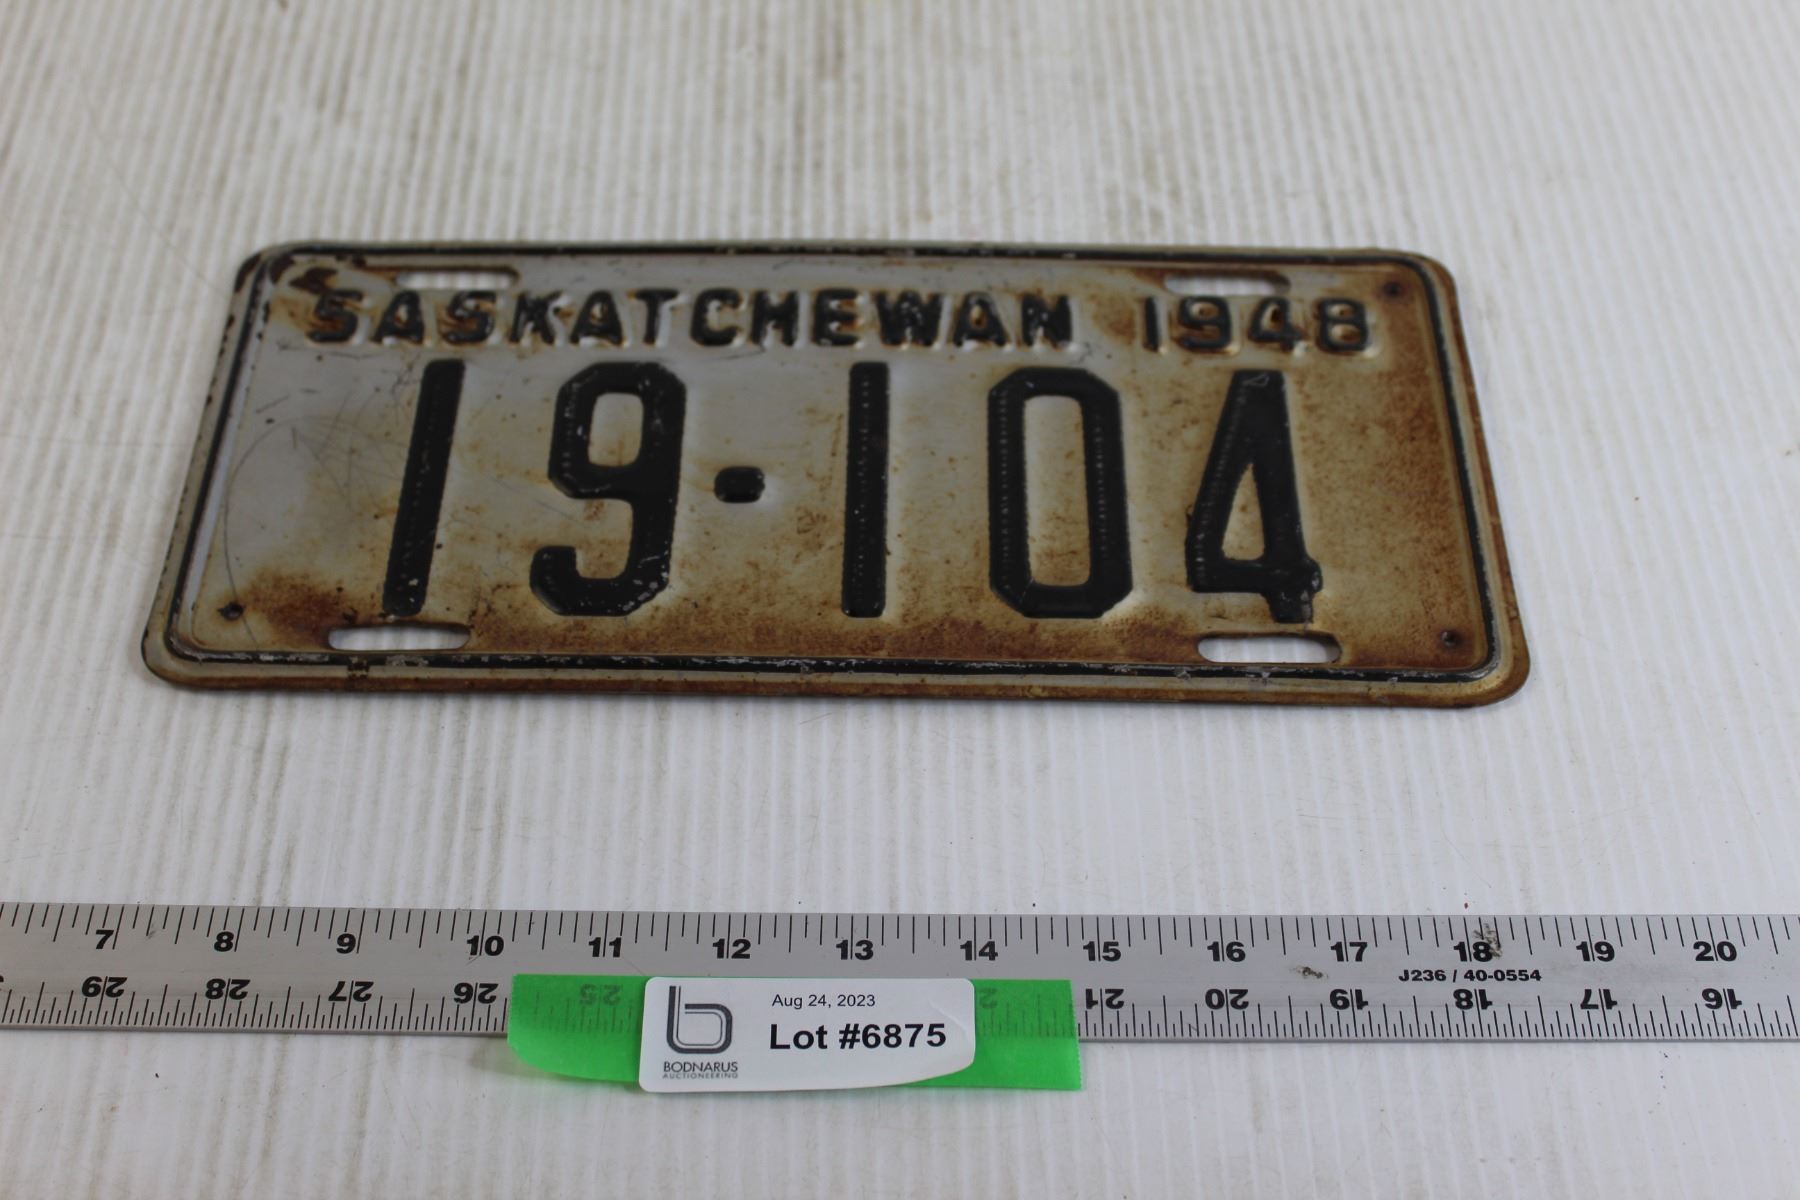 SASKATCHEWAN 1948
19·104
7 8 9 10 11 12 13 14 15 16 17 18 19 20
J236 / 40-0554
29 28 27 26 25 21 20 19 18 17 16
Aug 24, 2023
Lot #6875
b
BODNARUS
AUCTIONEERING